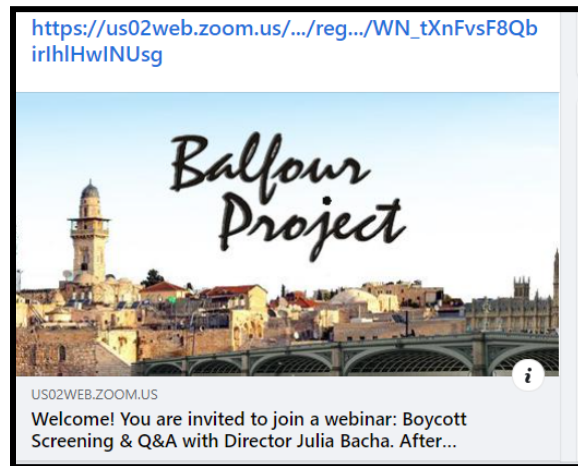 https://us02web.zoom.us/.../reg.../WN_tXnFvsF8Qb
irIhlHwINUsg
Balfour
Project
i
US02WEB.ZOOM.US
Welcome! You are invited to join a webinar: Boycott
Screening & Q&A with Director Julia Bacha. After...